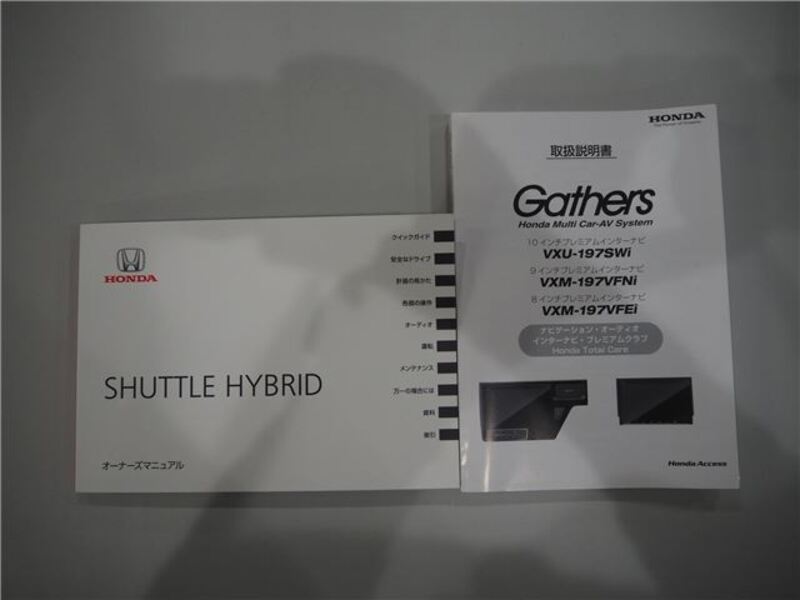 HONDA
SHUTTLE HYBRID
オーナーズマニュアル
クイックガイド
安全なドライブ
計器の見かた
各部の操作
オーディオ
運転
メンテナンス
万一の場合には
資料
索引
HONDA
The Power of Dreams
取扱説明書
Gathers
Honda Multi Car-AV System
10 インチプレミアムインターナビ
VXU-197SWi
9 インチプレミアムインターナビ
VXM-197VFNi
8 インチプレミアムインターナビ
VXM-197VFEi
ナビゲーション・オーディオ
インターナビ・プレミアムクラブ
Honda Total Care
Honda Access